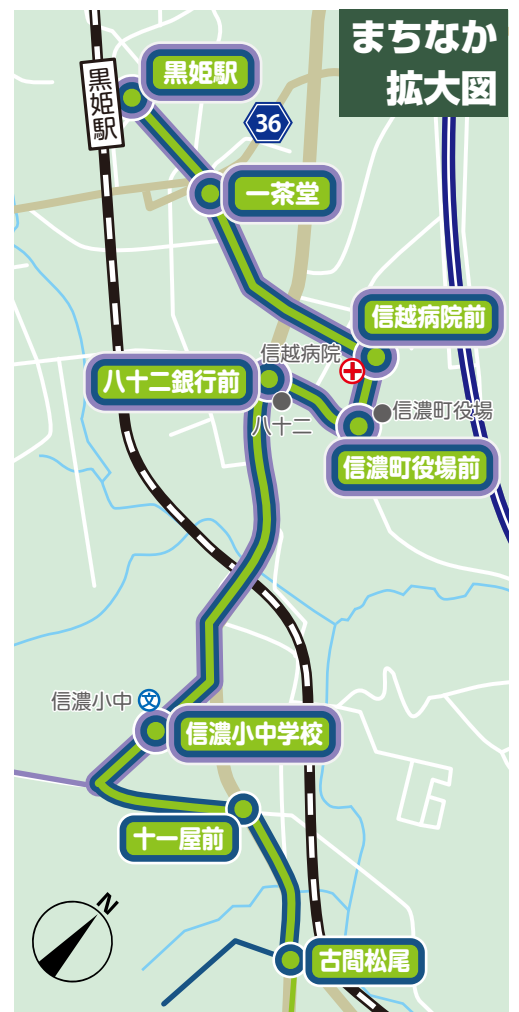 まちなか
拡大図
黒姫駅
黒姫駅
36
一茶堂
信越病院前
信越病院
八十二銀行前
八十二
信濃町役場
信濃町役場前
信濃小中
文
信濃小中学校
十一屋前
N
古間松尾